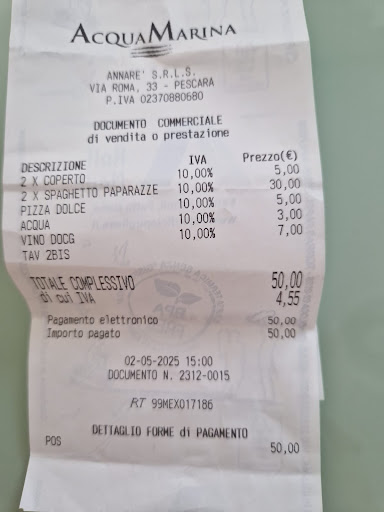 ACQUAMARINA
ANNARE' S.R.L.S.
VIA ROMA, 33 - PESCARA
P.IVA 02370880680
DOCUMENTO COMMERCIALE
di vendita o prestazione
DESCRIZIONE IVA Prezzo(€)
2 X COPERTO 10,00% 5,00
2 X SPAGHETTO PAPARAZZE 10,00% 30,00
PIZZA DOLCE 10,00% 5,00
ACQUA 10,00% 3,00
VINO DOCG 10,00% 7,00
TAV 2BIS
TOTALE COMPLESSIVO 50,00
di cui IVA 4,55
Pagamento elettronico 50,00
Importo pagato 50,00
02-05-2025 15:00
DOCUMENTO N. 2312-0015
RT 99MEX017186
DETTAGLIO FORME di PAGAMENTO
POS 50,00